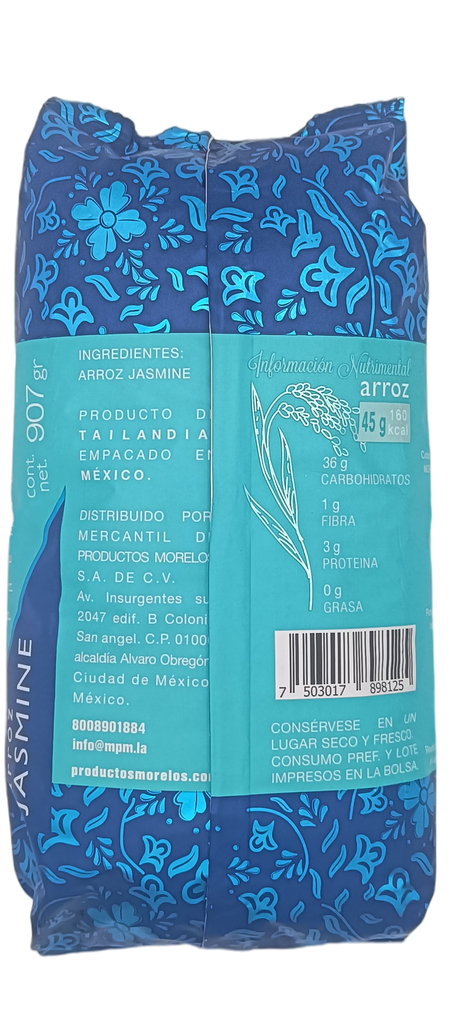 cont.
net. 907 gr
arroz
JASMINE
INGREDIENTES:
ARROZ JASMINE
PRODUCTO D
TAILANDIA
EMPACADO E
MÉXICO.
DISTRIBUIDO POR
MERCANTIL D
PRODUCTOS MORELO
S.A. DE C.V.
Av. Insurgentes su
2047 edif. B Coloni
San angel. C.P. 0100
alcaldía Alvaro Obregón
Ciudad de México
México.
8008901884
info@mpm.la
productosmorelos.co
Información Nutrimental
arroz
45 g 160
kcal
36 g
CARBOHIDRATOS
1 g
FIBRA
3 g
PROTEINA
0 g
GRASA
7 503017 898125
CONSÉRVESE EN UN
LUGAR SECO Y FRESCO.
CONSUMO PREF. Y LOTE
IMPRESOS EN LA BOLSA.